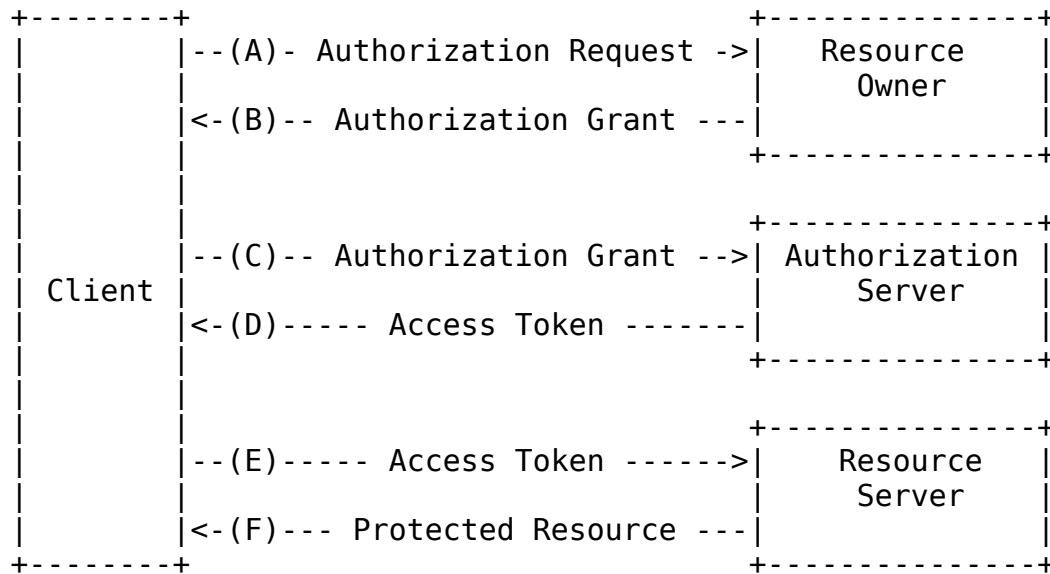 +--------+                               +---------------+
|        |--(A)- Authorization Request ->|   Resource    |
|        |                               |     Owner     |
|        |<-(B)-- Authorization Grant ---|               |
|        |                               +---------------+
|        |
|        |                               +---------------+
|        |--(C)-- Authorization Grant -->| Authorization |
| Client |                               |     Server    |
|        |<-(D)----- Access Token -------|               |
|        |                               +---------------+
|        |
|        |                               +---------------+
|        |--(E)----- Access Token ------>|    Resource   |
|        |                               |     Server    |
|        |<-(F)--- Protected Resource ---|               |
+--------+                               +---------------+